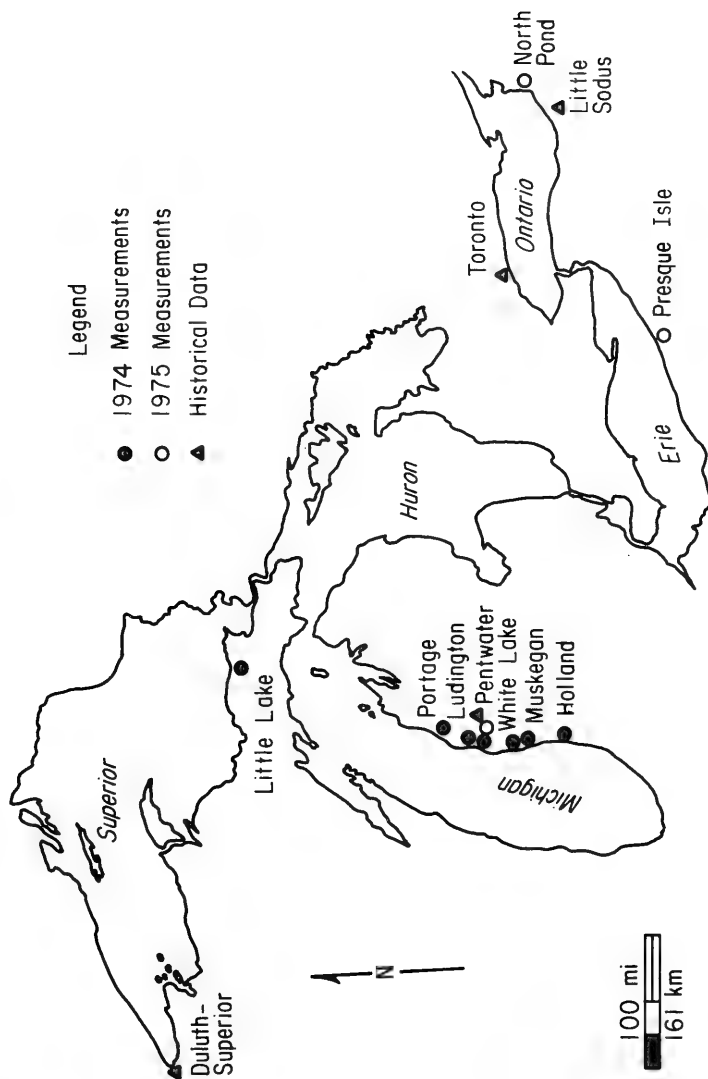 Legend
1974 Measurements
1975 Measurements
Historical Data
Superior
Duluth-
Superior
Little Lake
Huron
Portage
Ludington
Pentwater
White Lake
Muskegan
Holland
Michigan
Toronto
Ontario
North
Pond
Little
Sodus
Erie
Presque Isle
N
100 mi
161 km